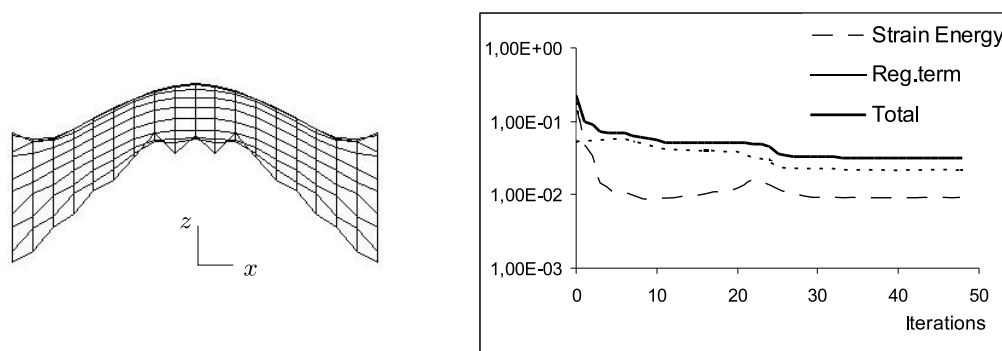 z
x
1,00E+00
1,00E-01
1,00E-02
1,00E-03
0
10
20
30
40
50
Iterations
Strain Energy
Reg.term
Total